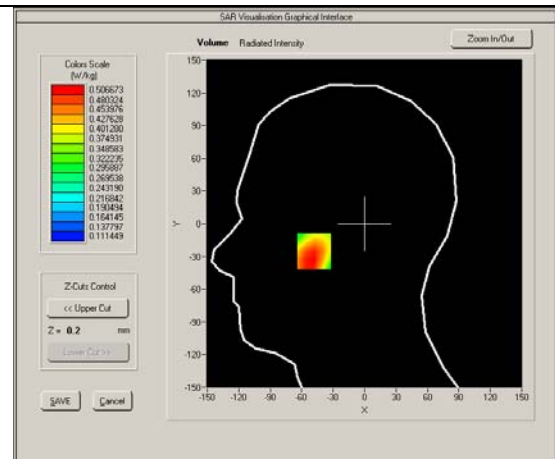 SAR Visualisation Graphical Interface
Volume Radiated Intensity
Zoom In/Out
Colors Scale
(W/kg)
0.506673
0.480324
0.453976
0.427628
0.401280
0.374931
0.348583
0.322235
0.295887
0.269538
0.243190
0.216842
0.190494
0.164145
0.137797
0.111449
Z-Cuts Control
<< Upper Cut
Z = 0.2 mm
Lower Cut >>
SAVE Cancel
150
120
90
60
30
0
-30
-60
-90
-120
-150
Y
-150 -120 -90 -60 -30 0 30 60 90 120 150
X